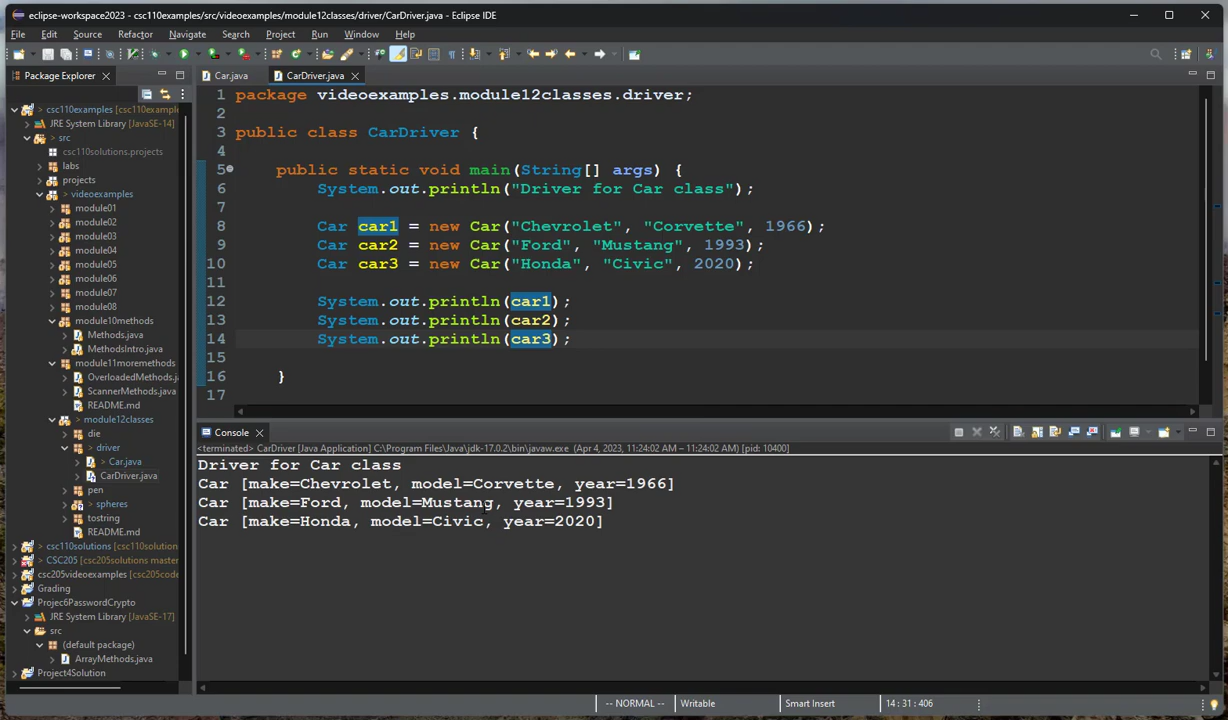 eclipse-workspace2023 - csc110examples/src/videoexamples/module12classes/driver/CarDriver.java - Eclipse IDE
File Edit Source Refactor Navigate Search Project Run Window Help
Package Explorer
> csc110examples [csc110example
JRE System Library [JavaSE-14]
> src
csc110solutions.projects
labs
projects
> videoexamples
module01
module02
module03
module04
module05
module06
module07
module08
module10methods
Methods.java
MethodsIntro.java
module11moremethods
OverloadedMethods.j
ScannerMethods.java
README.md
> module12classes
die
> driver
> Car.java
CarDriver.java
pen
> spheres
tostring
README.md
> csc110solutions [csc110solution
> CSC205 [csc205solutions master
csc205videoexamples [csc205code
Grading
Projec6PasswordCrypto
JRE System Library [JavaSE-17]
src
(default package)
ArrayMethods.java
Project4Solution
Car.java CarDriver.java
1 package videoexamples.module12classes.driver;
2
3 public class CarDriver {
4
5 public static void main(String[] args) {
6 System.out.println("Driver for Car class");
7
8 Car car1 = new Car("Chevrolet", "Corvette", 1966);
9 Car car2 = new Car("Ford", "Mustang", 1993);
10 Car car3 = new Car("Honda", "Civic", 2020);
11
12 System.out.println(car1);
13 System.out.println(car2);
14 System.out.println(car3);
15
16 }
17
Console
<terminated> CarDriver [Java Application] C:\Program Files\Java\jdk-17.0.2\bin\javaw.exe (Apr 4, 2023, 11:24:02 AM – 11:24:02 AM) [pid: 10400]
Driver for Car class
Car [make=Chevrolet, model=Corvette, year=1966]
Car [make=Ford, model=Mustang, year=1993]
Car [make=Honda, model=Civic, year=2020]
-- NORMAL -- Writable Smart Insert 14 : 31 : 406